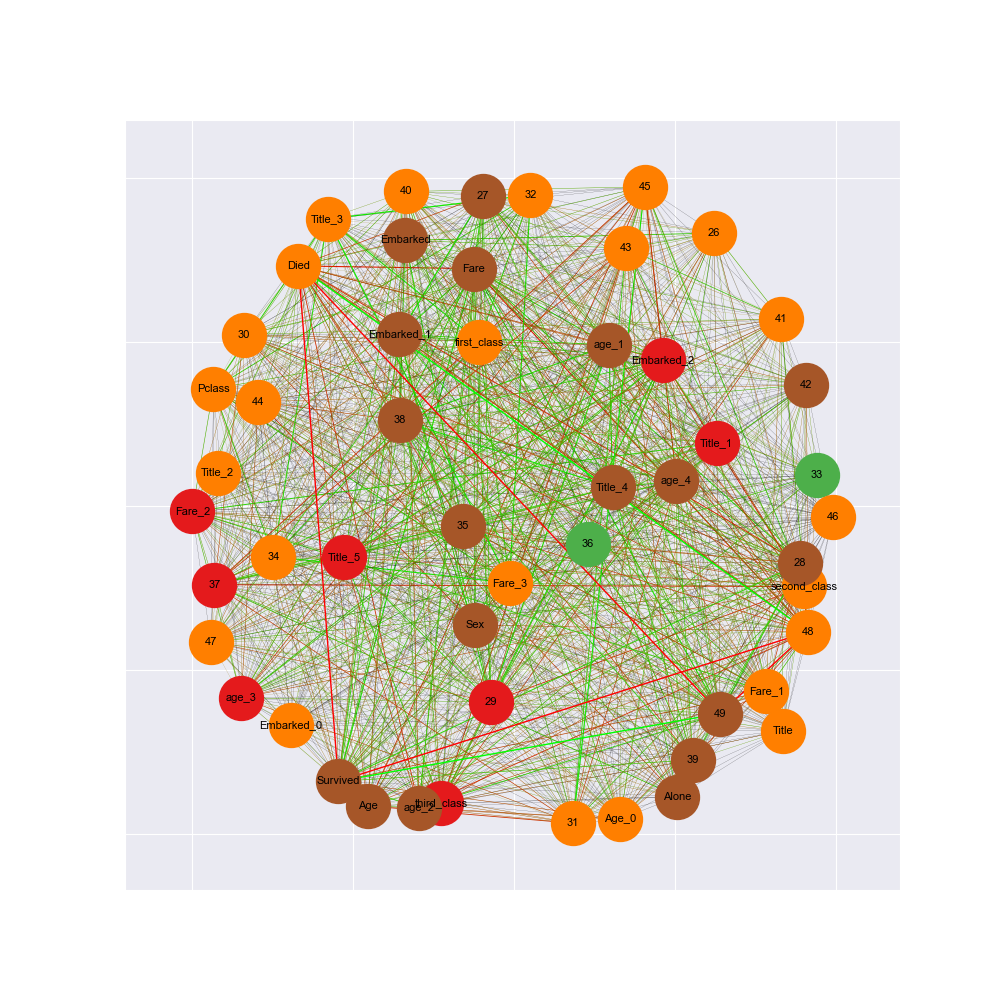 45
40
27
32
Title_3
26
Embarked
43
Died
Fare
41
30
Embarked_1
first_class
age_1
Embarked_2
42
Pclass
44
38
Title_1
Title_2
33
age_4
Title_4
Fare_2
46
35
36
34
Title_5
28
37
Fare_3
second_class
Sex
48
47
Fare_1
age_3
29
49
Embarked_0
Title
39
Survived
Alone
third_class
Age
age_2
Age_0
31